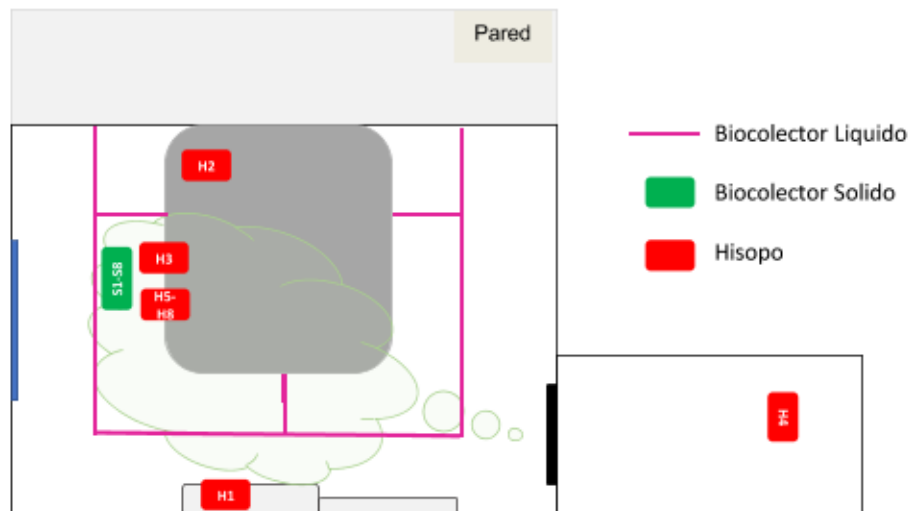 Pared
H2
H3
S1-S8
H5-
H8
H1
H4
Biocolector Liquido
Biocolector Solido
Hisopo